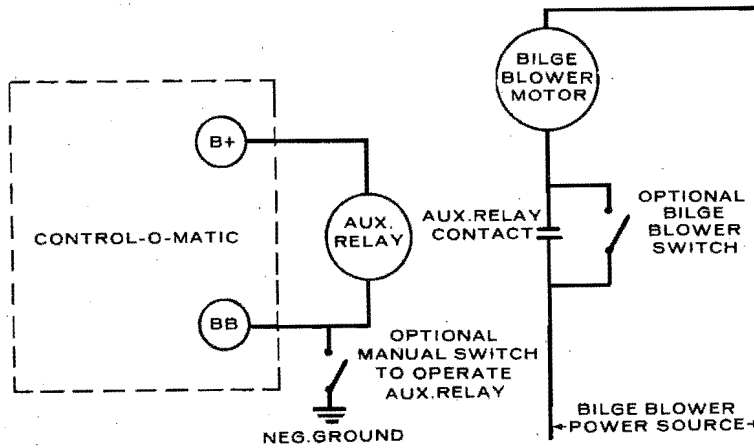 BILGE
BLOWER
MOTOR
B+
CONTROL-O-MATIC
AUX.
RELAY
AUX.RELAY
CONTACT
OPTIONAL
BILGE
BLOWER
SWITCH
BB
OPTIONAL
MANUAL SWITCH
TO OPERATE
AUX.RELAY
NEG.GROUND
BILGE BLOWER
POWER SOURCE